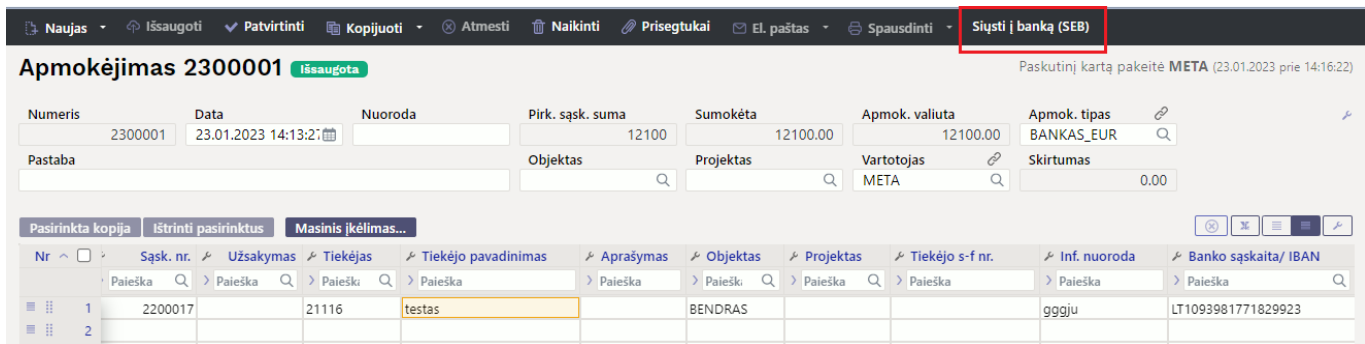 Naujas Išsaugoti Patvirtinti Kopijuoti Atmesti Naikinti Prisegtukai El. paštas Spausdinti Siųsti į banką (SEB)
Apmokėjimas 2300001 Išsaugota Paskutinį kartą pakeitė META (23.01.2023 prie 14:16:22)
Numeris Data Nuoroda Pirk. sąsk. suma Sumokėta Apmok. valiuta Apmok. tipas
2300001 23.01.2023 14:13:27 12100 12100.00 12100.00 BANKAS_EUR
Pastaba Objektas Projektas Vartotojas Skirtumas
META 0.00
Pasirinkta kopija Ištrinti pasirinktus Masinis įkėlimas...
Nr Sąsk. nr. Užsakymas Tiekėjas Tiekėjo pavadinimas Aprašymas Objektas Projektas Tiekėjo s-f nr. Inf. nuoroda Banko sąskaita/ IBAN
Paieška Paieška Paieška Paieška Paieška Paieška Paieška Paieška Paieška Paieška
1 2200017 21116 testas BENDRAS gggju LT1093981771829923
2